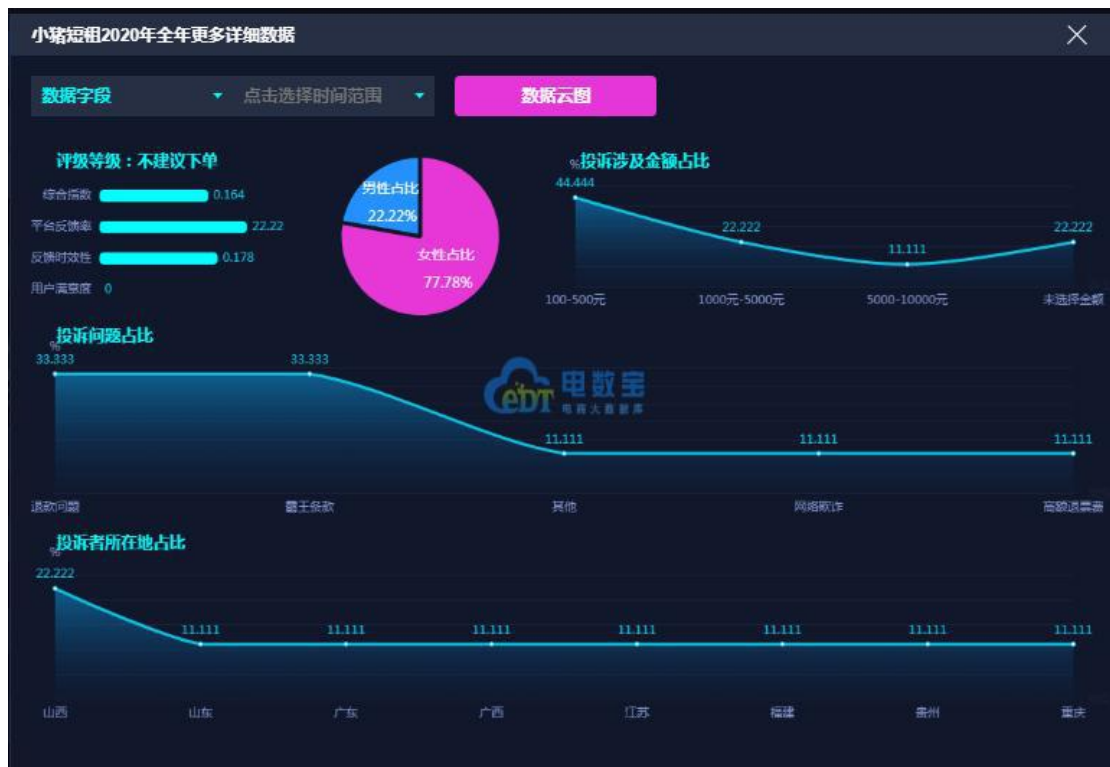 小猪短租2020年全年更多详细数据
数据字段
点击选择时间范围
数据云图
评级等级：不建议下单
综合指数 0.164
平台反馈率 22.22
反馈时效性 0.178
用户满意度 0
男性占比
22.22%
女性占比
77.78%
%投诉涉及金额占比
44.444 22.222 11.111 22.222
100-500元 1000元-5000元 5000-10000元 未选择金额
投诉问题占比
%
33.333 33.333 11.111 11.111 11.111
退款问题 霸王条款 其他 网络欺诈 高额退票费
电数宝
电商大数据库
ebDT
投诉者所在地占比
%
22.222 11.111 11.111 11.111 11.111 11.111 11.111 11.111
山西 山东 广东 广西 江苏 福建 贵州 重庆